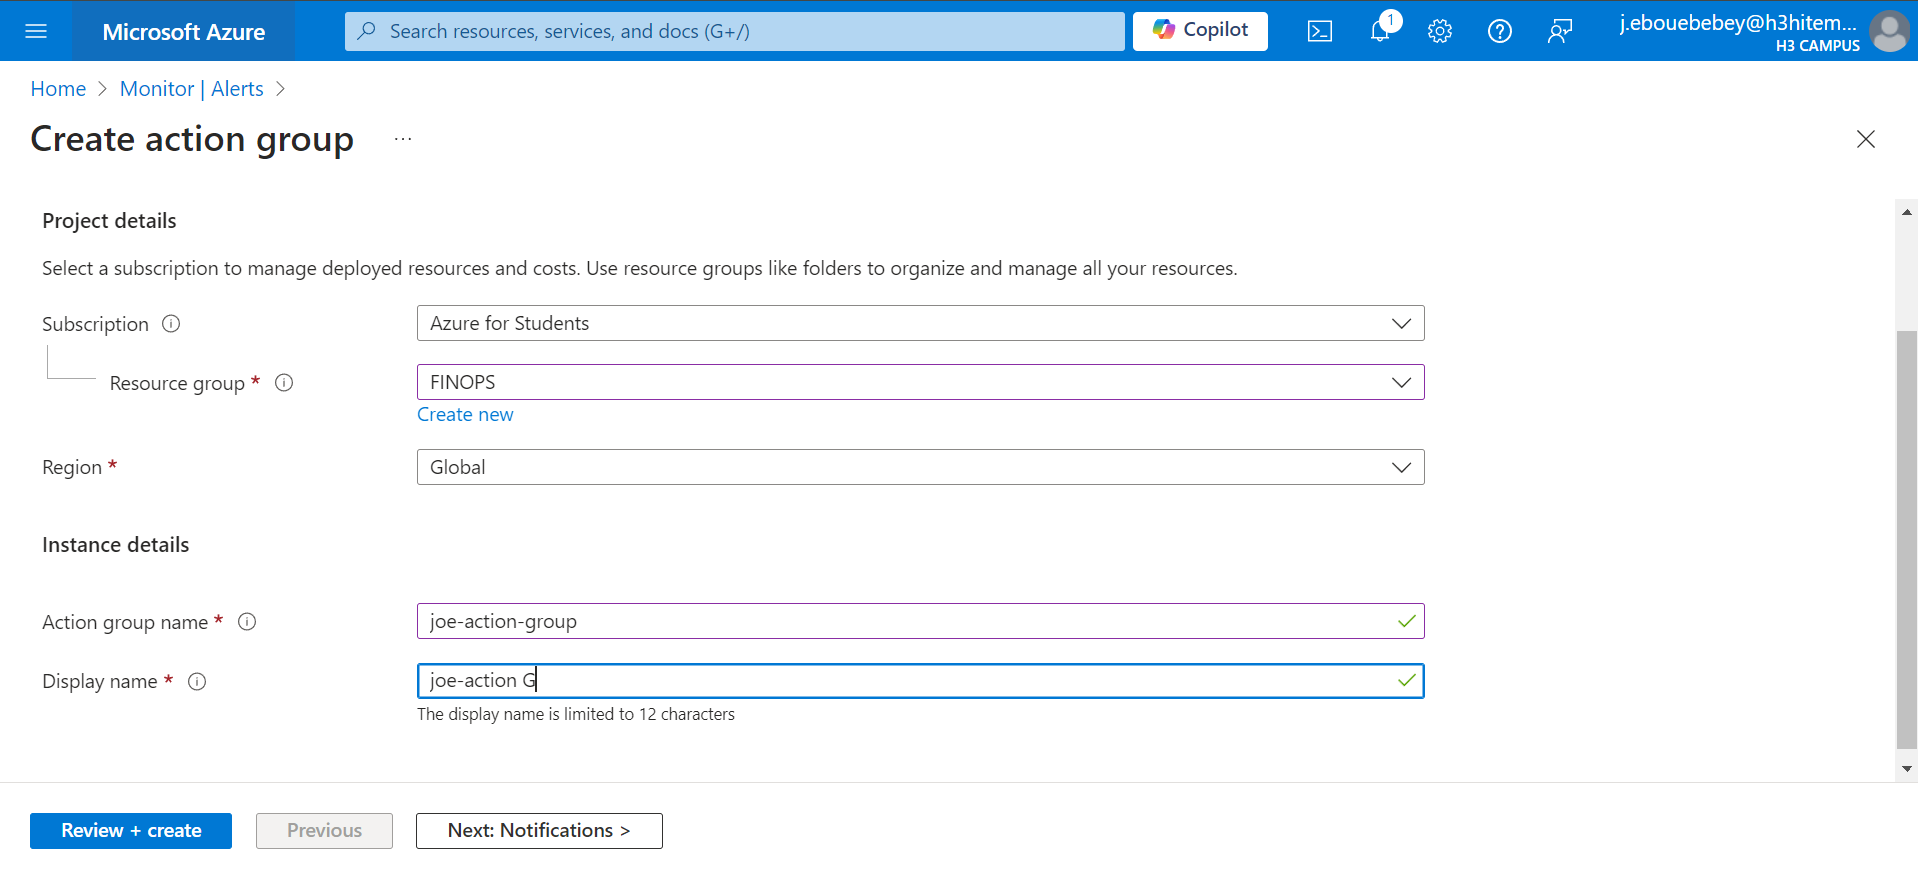 Microsoft Azure
Search resources, services, and docs (G+/)
Copilot
1
j.ebouebebey@h3hitem...
H3 CAMPUS
Home > Monitor | Alerts >
Create action group ...
Project details
Select a subscription to manage deployed resources and costs. Use resource groups like folders to organize and manage all your resources.
Subscription
Azure for Students
Resource group *
FINOPS
Create new
Region *
Global
Instance details
Action group name *
joe-action-group
Display name *
joe-action G
The display name is limited to 12 characters
Review + create
Previous
Next: Notifications >